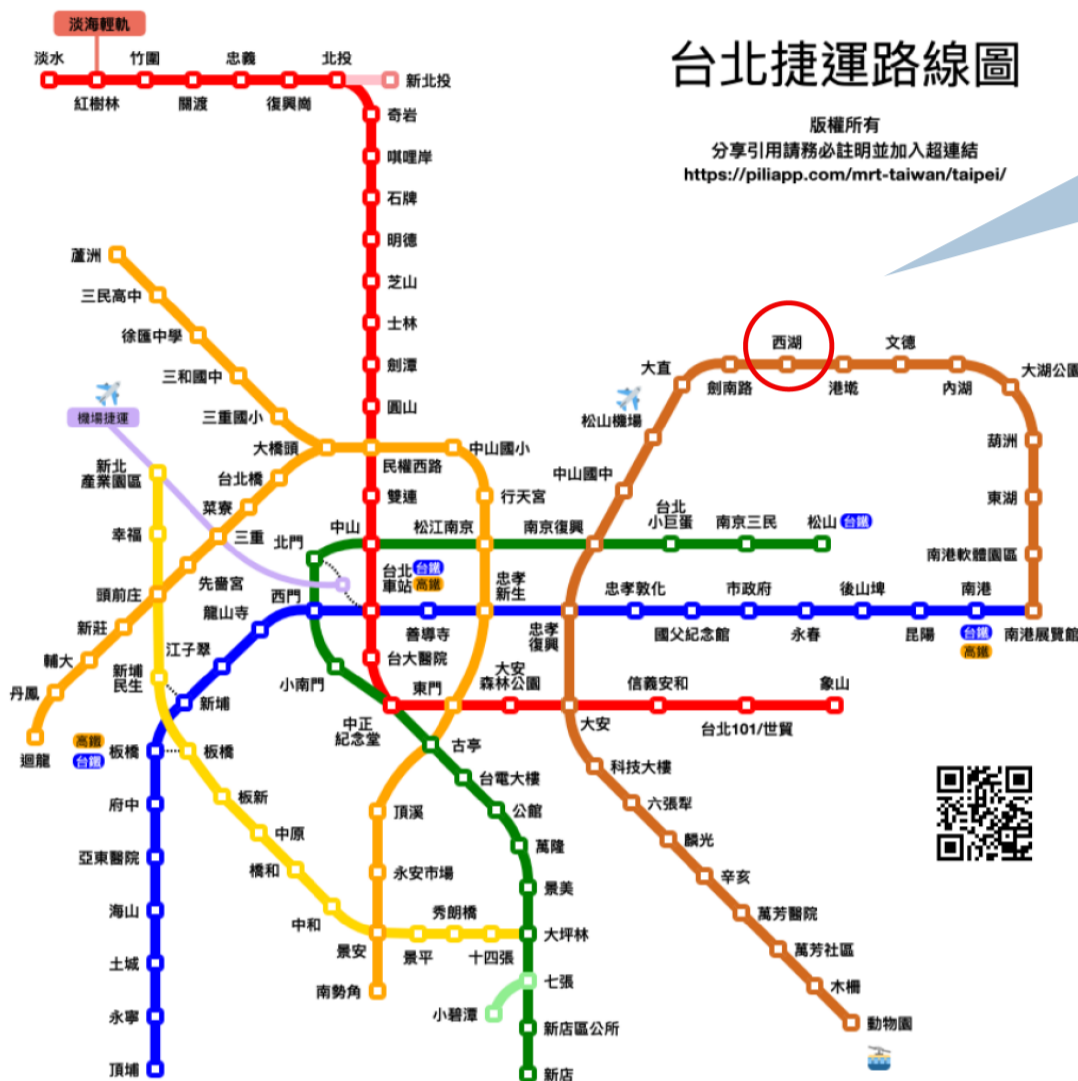 台北捷運路線圖
版權所有
分享引用請務必註明並加入超連結
https://piliapp.com/mrt-taiwan/taipei/
淡海輕軌
淡水
竹圍
忠義
北投
新北投
紅樹林
關渡
復興崗
奇岩
唭哩岸
石牌
明德
芝山
士林
劍潭
圓山
民權西路
雙連
蘆洲
三民高中
徐匯中學
三和國中
三重國小
大橋頭
台北橋
菜寮
三重
先嗇宮
頭前庄
新莊
輔大
丹鳳
迴龍
機場捷運
新北
產業園區
幸福
中山國小
行天宮
松江南京
中山
北門
南京復興
台北
小巨蛋
南京三民
松山
台鐵
西湖
文德
大直
劍南路
港墘
內湖
大湖公園
松山機場
中山國中
葫洲
東湖
南港軟體園區
台北
車站
台鐵
高鐵
忠孝
新生
西門
龍山寺
善導寺
忠孝
復興
忠孝敦化
國父紀念館
市政府
永春
後山埤
昆陽
南港
台鐵
高鐵
南港展覽館
江子翠
新埔
民生
新埔
台大醫院
小南門
東門
大安
森林公園
大安
信義安和
台北101/世貿
象山
中正
紀念堂
古亭
台電大樓
公館
萬隆
景美
大坪林
七張
小碧潭
新店區公所
新店
高鐵
台鐵
板橋
板橋
府中
亞東醫院
海山
土城
永寧
頂埔
板新
中原
橋和
中和
頂溪
永安市場
景安
南勢角
景平
秀朗橋
十四張
科技大樓
六張犁
麟光
辛亥
萬芳醫院
萬芳社區
木柵
動物園